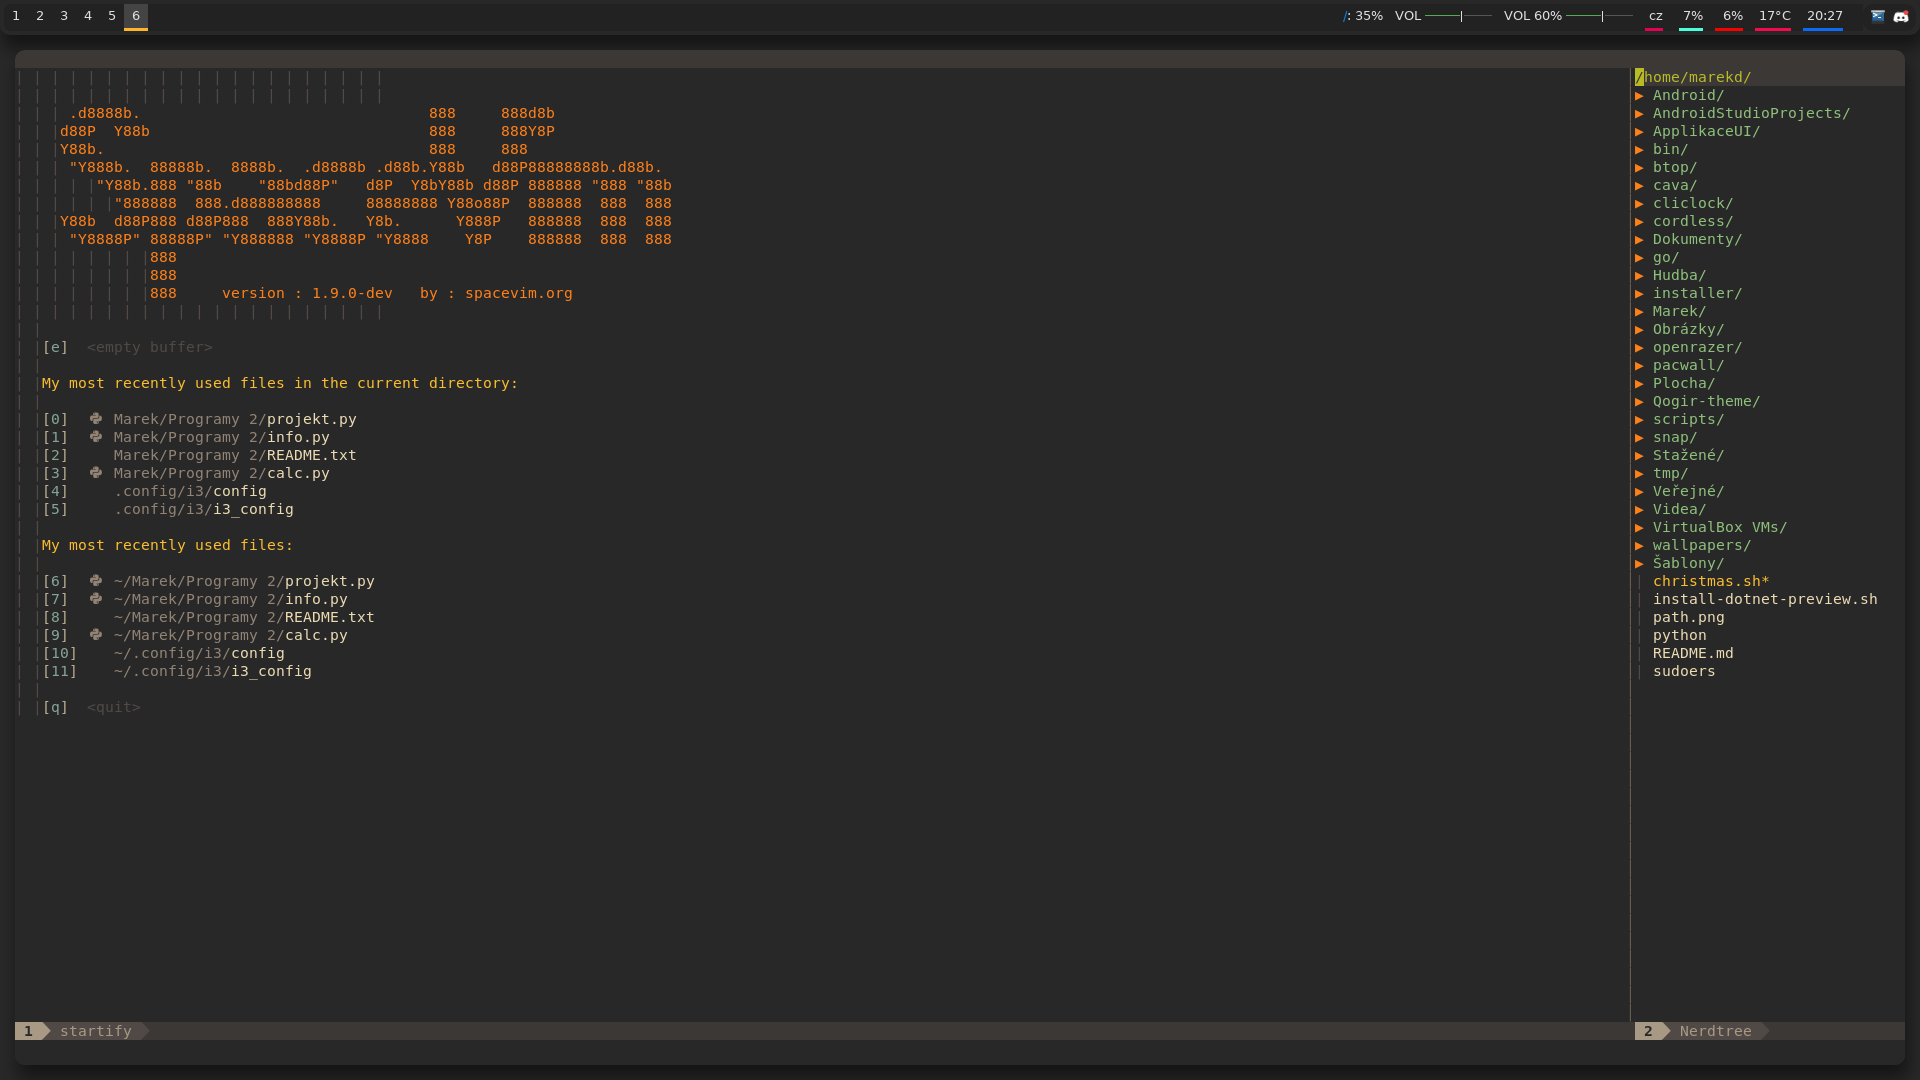 1 2 3 4 5 6
/: 35% VOL VOL 60% cz 7% 6% 17°C 20:27
.d8888b.                                888     888d8b
d88P  Y88b                               888     888Y8P
Y88b.                                    888     888
"Y888b.  88888b.  8888b.  .d8888b .d88b.Y88b   d88P88888888b.d88b.
"Y88b.888 "88b    "88bd88P"   d8P  Y8bY88b d88P 888888 "888 "88b
"888888  888.d888888888     88888888 Y88o88P  888888  888  888
Y88b  d88P888 d88P888  888Y88b.   Y8b.      Y888P   888888  888  888
"Y8888P" 88888P" "Y888888 "Y8888P "Y8888    Y8P    888888  888  888
888
888
888     version : 1.9.0-dev   by : spacevim.org
[e]  <empty buffer>
My most recently used files in the current directory:
[0] Marek/Programy 2/projekt.py
[1] Marek/Programy 2/info.py
[2] Marek/Programy 2/README.txt
[3] Marek/Programy 2/calc.py
[4] .config/i3/config
[5] .config/i3/i3_config
My most recently used files:
[6] ~/Marek/Programy 2/projekt.py
[7] ~/Marek/Programy 2/info.py
[8] ~/Marek/Programy 2/README.txt
[9] ~/Marek/Programy 2/calc.py
[10] ~/.config/i3/config
[11] ~/.config/i3/i3_config
[q]  <quit>
/home/marekd/
Android/
AndroidStudioProjects/
ApplikaceUI/
bin/
btop/
cava/
cliclock/
cordless/
Dokumenty/
go/
Hudba/
installer/
Marek/
Obrázky/
openrazer/
pacwall/
Plocha/
Qogir-theme/
scripts/
snap/
Stažené/
tmp/
Veřejné/
Videa/
VirtualBox VMs/
wallpapers/
Šablony/
christmas.sh*
install-dotnet-preview.sh
path.png
python
README.md
sudoers
1 startify
2 Nerdtree